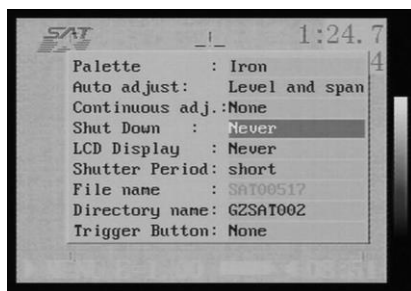 SAT
1:24.7
4
Palette : Iron
Auto adjust: Level and span
Continuous adj.:None
Shut Down : Never
LCD Display : Never
Shutter Period: short
File name : SAT00517
Directory name: GZSAT002
Trigger Button: None